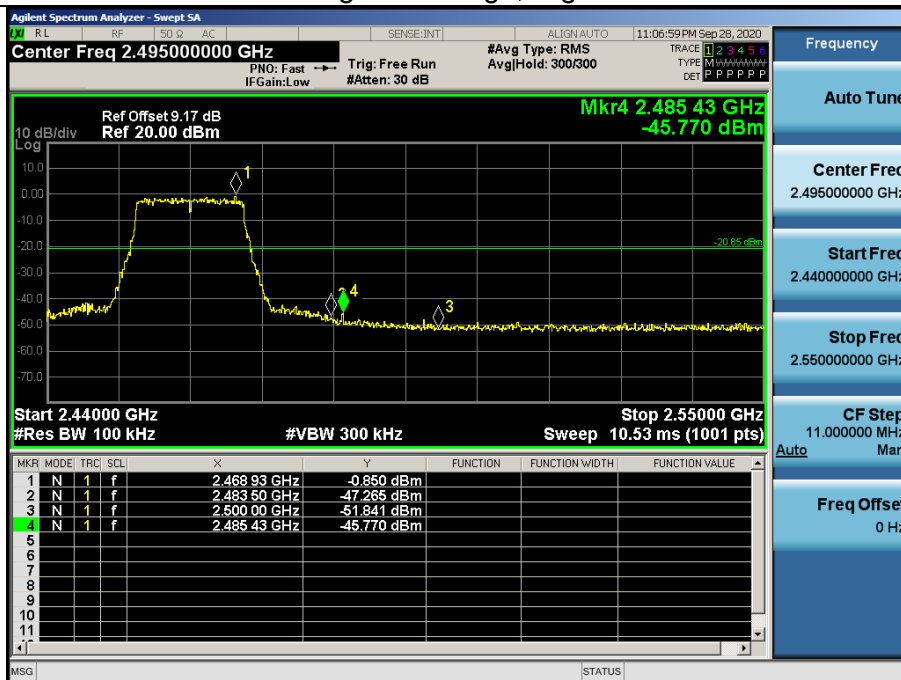 Agilent Spectrum Analyzer - Swept SA
LXI RL RF 50 Ω AC SENSE:INT ALIGN AUTO 11:06:59 PM Sep 28, 2020
Center Freq 2.495000000 GHz
PNO: Fast
IFGain:Low
Trig: Free Run
#Atten: 30 dB
#Avg Type: RMS
Avg|Hold: 300/300
TRACE 1 2 3 4 5 6
TYPE M WWWWW
DET P P P P P P
Frequency
Mkr4 2.485 43 GHz
-45.770 dBm
Ref Offset 9.17 dB
10 dB/div Ref 20.00 dBm
Log
10.0
0.00
-10.0
-20.0
-30.0
-40.0
-50.0
-60.0
-70.0
1
2
4
3
-20.85 dBm
Start 2.44000 GHz Stop 2.55000 GHz
#Res BW 100 kHz #VBW 300 kHz Sweep 10.53 ms (1001 pts)
MKR MODE TRC SCL X Y FUNCTION FUNCTION WIDTH FUNCTION VALUE
1 N 1 f 2.468 93 GHz -0.850 dBm
2 N 1 f 2.483 50 GHz -47.265 dBm
3 N 1 f 2.500 00 GHz -51.841 dBm
4 N 1 f 2.485 43 GHz -45.770 dBm
5
6
7
8
9
10
11
Auto Tune
Center Freq
2.495000000 GHz
Start Freq
2.440000000 GHz
Stop Freq
2.550000000 GHz
CF Step
11.000000 MHz
Auto Man
Freq Offset
0 Hz
MSG STATUS